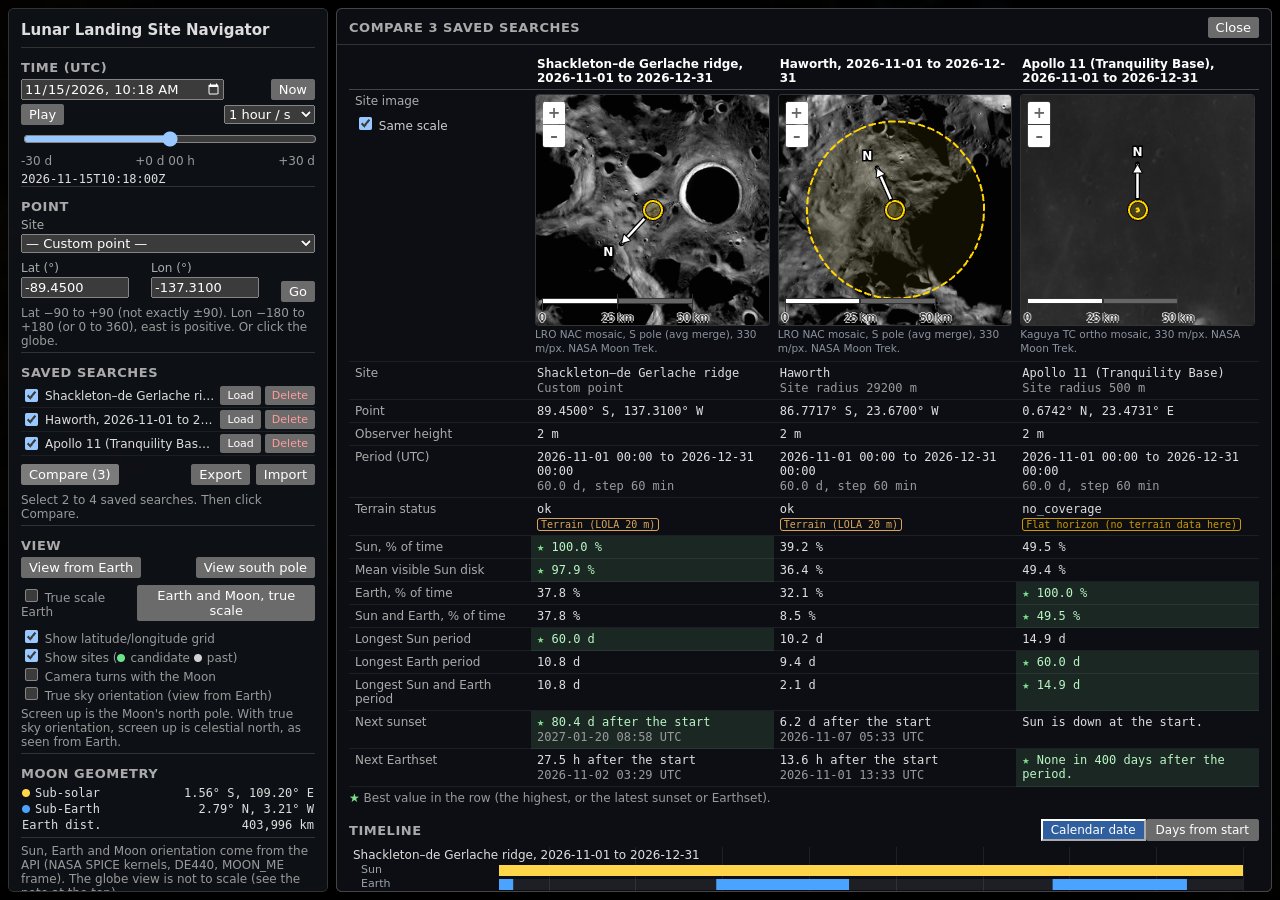 Lunar Landing Site Navigator
TIME (UTC)
11/15/2026, 10:18 AM
Now
Play
1 hour / s
-30 d
+0 d 00 h
+30 d
2026-11-15T10:18:00Z
POINT
Site
— Custom point —
Lat (°)
Lon (°)
-89.4500
-137.3100
Go
Lat −90 to +90 (not exactly ±90). Lon −180 to
+180 (or 0 to 360), east is positive. Or click the
globe.
SAVED SEARCHES
Shackleton–de Gerlache ri...
Load
Delete
Haworth, 2026-11-01 to 2...
Load
Delete
Apollo 11 (Tranquility Bas...
Load
Delete
Compare (3)
Export
Import
Select 2 to 4 saved searches. Then click
Compare.
VIEW
View from Earth
View south pole
True scale
Earth
Earth and Moon, true
scale
Show latitude/longitude grid
Show sites (● candidate ● past)
Camera turns with the Moon
True sky orientation (view from Earth)
Screen up is the Moon's north pole. With true
sky orientation, screen up is celestial north, as
seen from Earth.
MOON GEOMETRY
Sub-solar
1.56° S, 109.20° E
Sub-Earth
2.79° N, 3.21° W
Earth dist.
403,996 km
Sun, Earth and Moon orientation come from the
API (NASA SPICE kernels, DE440, MOON_ME
frame). The globe view is not to scale (see the
COMPARE 3 SAVED SEARCHES
Close
Shackleton–de Gerlache ridge,
2026-11-01 to 2026-12-31
Haworth, 2026-11-01 to 2026-12-
31
Apollo 11 (Tranquility Base),
2026-11-01 to 2026-12-31
Site image
Same scale
+
–
N
0
25 km
50 km
+
–
N
0
25 km
50 km
+
–
N
0
25 km
50 km
LRO NAC mosaic, S pole (avg merge), 330
m/px. NASA Moon Trek.
LRO NAC mosaic, S pole (avg merge), 330
m/px. NASA Moon Trek.
Kaguya TC ortho mosaic, 330 m/px. NASA
Moon Trek.
Site
Shackleton–de Gerlache ridge
Custom point
Haworth
Site radius 29200 m
Apollo 11 (Tranquility Base)
Site radius 500 m
Point
89.4500° S, 137.3100° W
86.7717° S, 23.6700° W
0.6742° N, 23.4731° E
Observer height
2 m
2 m
2 m
Period (UTC)
2026-11-01 00:00 to 2026-12-31
00:00
60.0 d, step 60 min
2026-11-01 00:00 to 2026-12-31
00:00
60.0 d, step 60 min
2026-11-01 00:00 to 2026-12-31
00:00
60.0 d, step 60 min
Terrain status
ok
Terrain (LOLA 20 m)
ok
Terrain (LOLA 20 m)
no_coverage
Flat horizon (no terrain data here)
Sun, % of time
★ 100.0 %
39.2 %
49.5 %
Mean visible Sun disk
★ 97.9 %
36.4 %
49.4 %
Earth, % of time
37.8 %
32.1 %
★ 100.0 %
Sun and Earth, % of time
37.8 %
8.5 %
★ 49.5 %
Longest Sun period
★ 60.0 d
10.2 d
14.9 d
Longest Earth period
10.8 d
9.4 d
★ 60.0 d
Longest Sun and Earth
period
10.8 d
2.1 d
★ 14.9 d
Next sunset
★ 80.4 d after the start
2027-01-20 08:58 UTC
6.2 d after the start
2026-11-07 05:33 UTC
Sun is down at the start.
Next Earthset
27.5 h after the start
2026-11-02 03:29 UTC
13.6 h after the start
2026-11-01 13:33 UTC
★ None in 400 days after the
period.
★ Best value in the row (the highest, or the latest sunset or Earthset).
TIMELINE
Calendar date
Days from start
Shackleton–de Gerlache ridge, 2026-11-01 to 2026-12-31
Sun
Earth